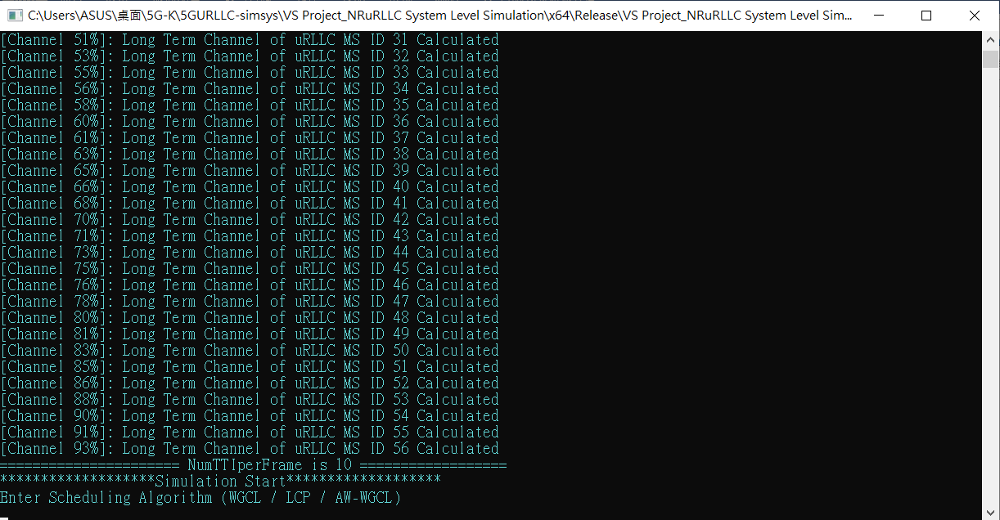 C:\Users\ASUS\桌面\5G-K\5GURLLC-simsys\VS Project_NRuRLLC System Level Simulation\x64\Release\VS Project_NRuRLLC System Level Sim...
[Channel 51%]: Long Term Channel of uRLLC MS ID 31 Calculated
[Channel 53%]: Long Term Channel of uRLLC MS ID 32 Calculated
[Channel 55%]: Long Term Channel of uRLLC MS ID 33 Calculated
[Channel 56%]: Long Term Channel of uRLLC MS ID 34 Calculated
[Channel 58%]: Long Term Channel of uRLLC MS ID 35 Calculated
[Channel 60%]: Long Term Channel of uRLLC MS ID 36 Calculated
[Channel 61%]: Long Term Channel of uRLLC MS ID 37 Calculated
[Channel 63%]: Long Term Channel of uRLLC MS ID 38 Calculated
[Channel 65%]: Long Term Channel of uRLLC MS ID 39 Calculated
[Channel 66%]: Long Term Channel of uRLLC MS ID 40 Calculated
[Channel 68%]: Long Term Channel of uRLLC MS ID 41 Calculated
[Channel 70%]: Long Term Channel of uRLLC MS ID 42 Calculated
[Channel 71%]: Long Term Channel of uRLLC MS ID 43 Calculated
[Channel 73%]: Long Term Channel of uRLLC MS ID 44 Calculated
[Channel 75%]: Long Term Channel of uRLLC MS ID 45 Calculated
[Channel 76%]: Long Term Channel of uRLLC MS ID 46 Calculated
[Channel 78%]: Long Term Channel of uRLLC MS ID 47 Calculated
[Channel 80%]: Long Term Channel of uRLLC MS ID 48 Calculated
[Channel 81%]: Long Term Channel of uRLLC MS ID 49 Calculated
[Channel 83%]: Long Term Channel of uRLLC MS ID 50 Calculated
[Channel 85%]: Long Term Channel of uRLLC MS ID 51 Calculated
[Channel 86%]: Long Term Channel of uRLLC MS ID 52 Calculated
[Channel 88%]: Long Term Channel of uRLLC MS ID 53 Calculated
[Channel 90%]: Long Term Channel of uRLLC MS ID 54 Calculated
[Channel 91%]: Long Term Channel of uRLLC MS ID 55 Calculated
[Channel 93%]: Long Term Channel of uRLLC MS ID 56 Calculated
====================== NumTTIperFrame is 10 ==================
*******************Simulation Start*******************
Enter Scheduling Algorithm (WGCL / LCP / AW-WGCL)